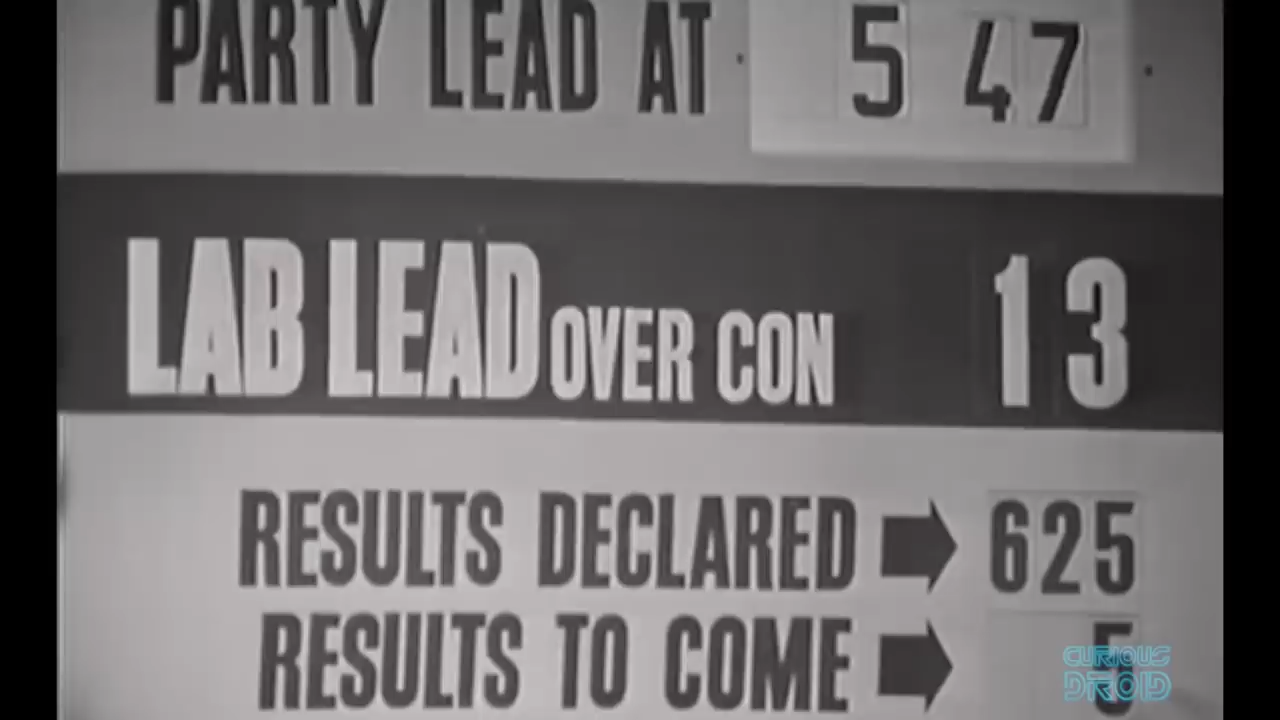 PARTY LEAD AT 5 47
LAB LEAD OVER CON 13
RESULTS DECLARED 625
RESULTS TO COME 5
CURIOUS
DROID